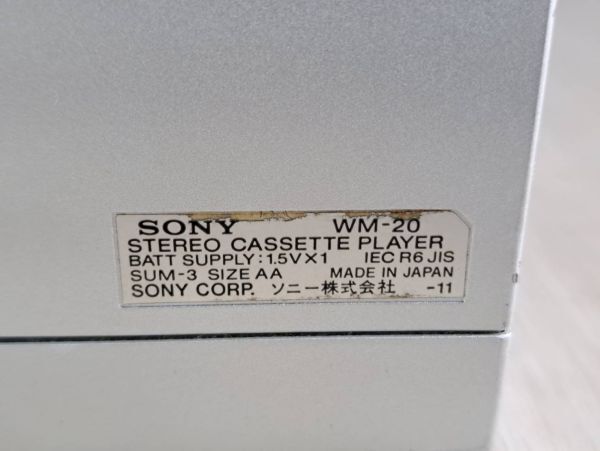 SONY WM-20
STEREO CASSETTE PLAYER
BATT SUPPLY: 1.5V×1 IEC R6 JIS
SUM-3 SIZE AA MADE IN JAPAN
SONY CORP. ソニー株式会社 -11